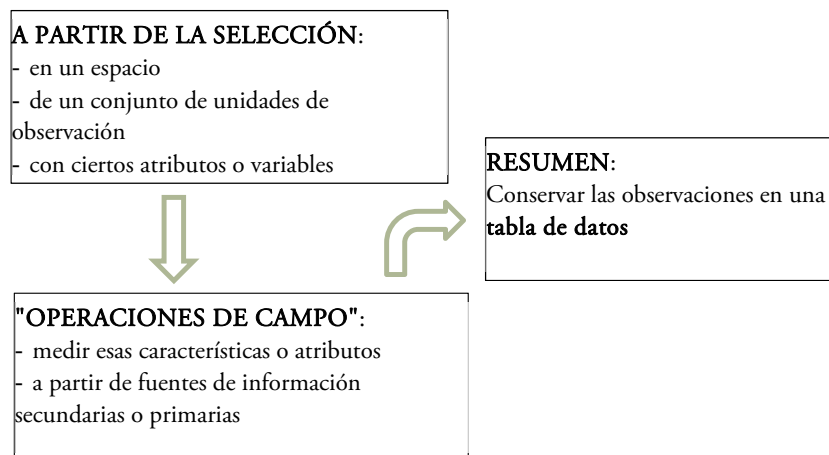 A PARTIR DE LA SELECCIÓN:
- en un espacio
- de un conjunto de unidades de
observación
- con ciertos atributos o variables
RESUMEN:
Conservar las observaciones en una
tabla de datos
"OPERACIONES DE CAMPO":
- medir esas características o atributos
- a partir de fuentes de información
secundarias o primarias